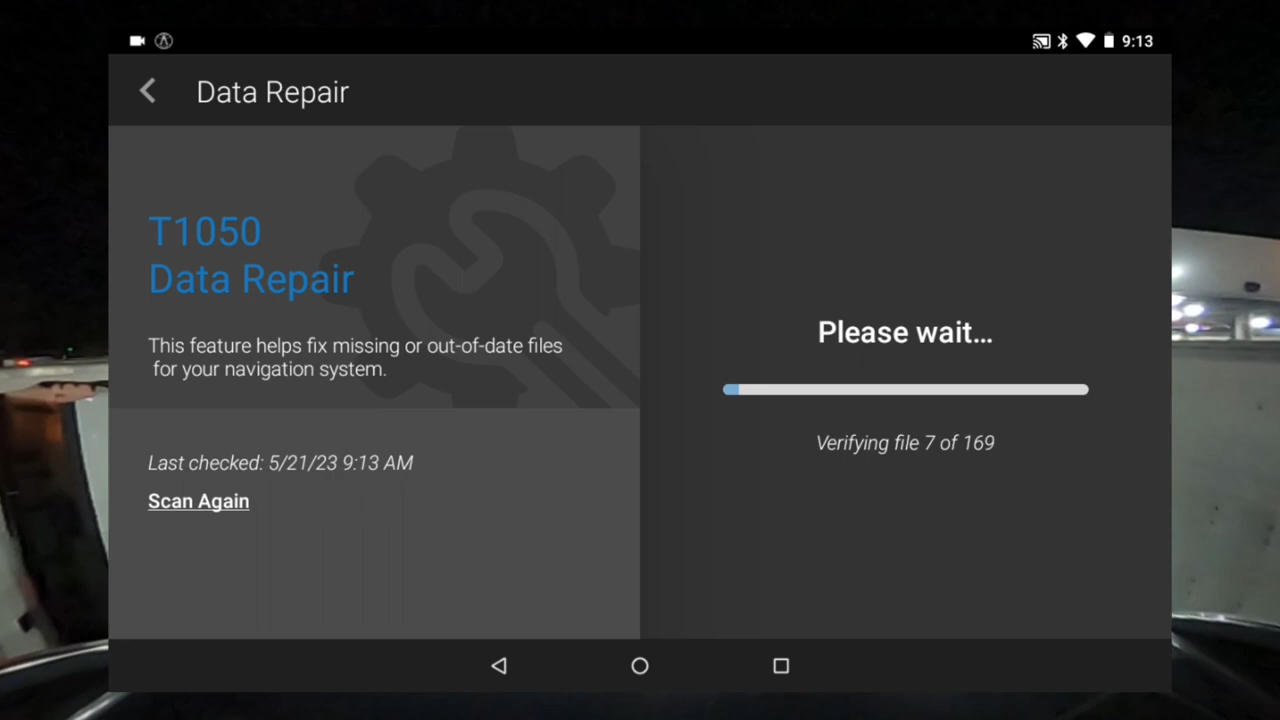 9:13
Data Repair
T1050
Data Repair
This feature helps fix missing or out-of-date files
for your navigation system.
Last checked: 5/21/23 9:13 AM
Scan Again
Please wait...
Verifying file 7 of 169